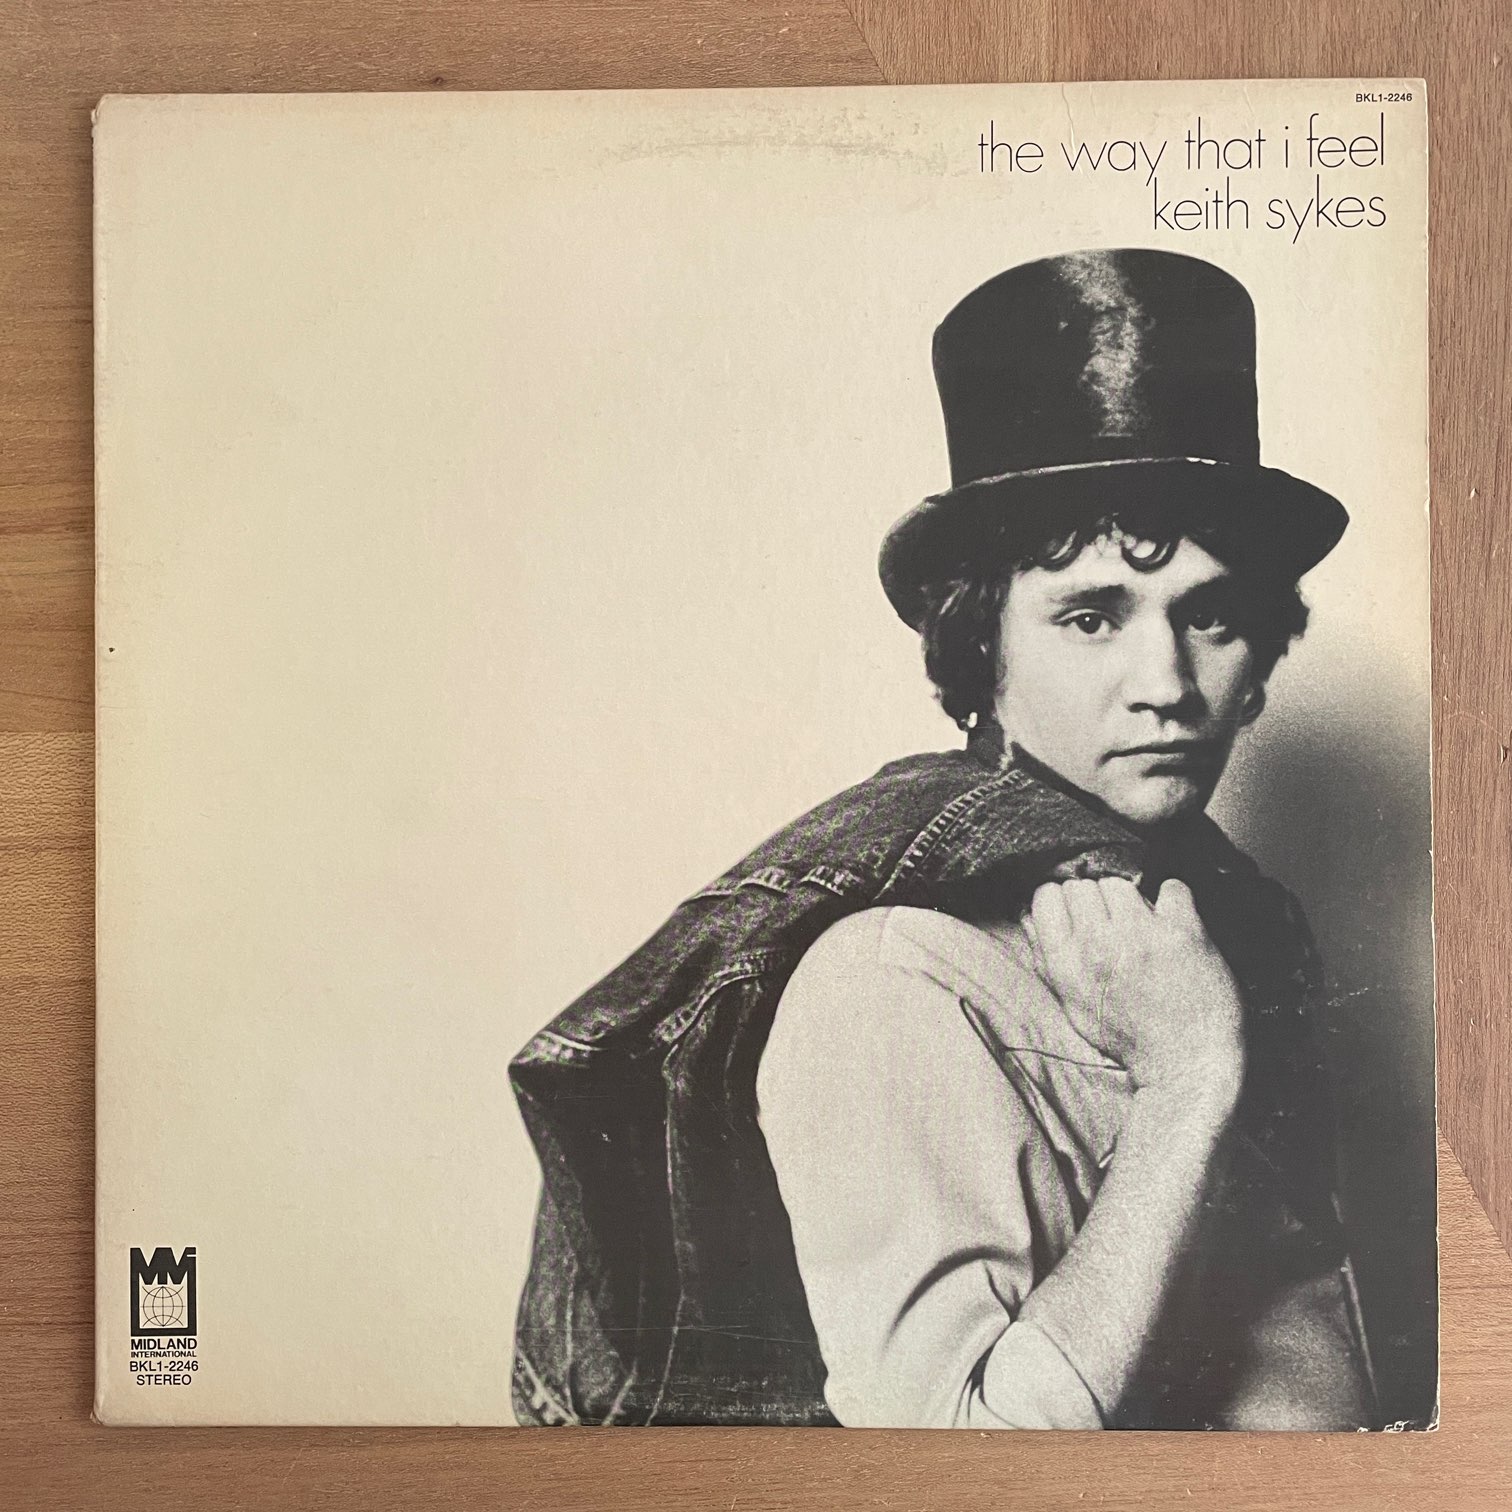 BKL1-2246
the way that i feel
keith sykes
MIDLAND
INTERNATIONAL
BKL1-2246
STEREO